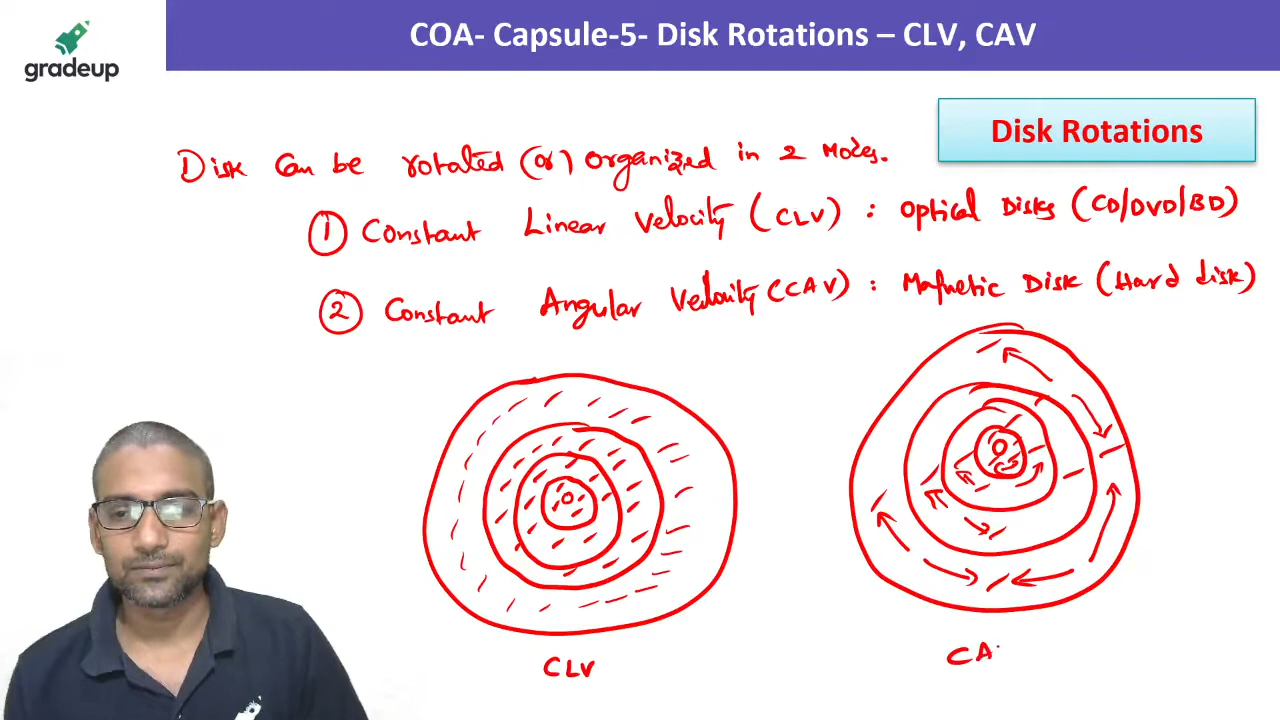 gradeup
COA- Capsule-5- Disk Rotations – CLV, CAV
Disk Rotations
Disk Can be rotated (or) organized in 2 Modes.
① Constant Linear Velocity (CLV) : Optical Disks (CD/DVD/BD)
② Constant Angular Velocity (CAV) : Magnetic Disk (Hard disk)
CLV
CA